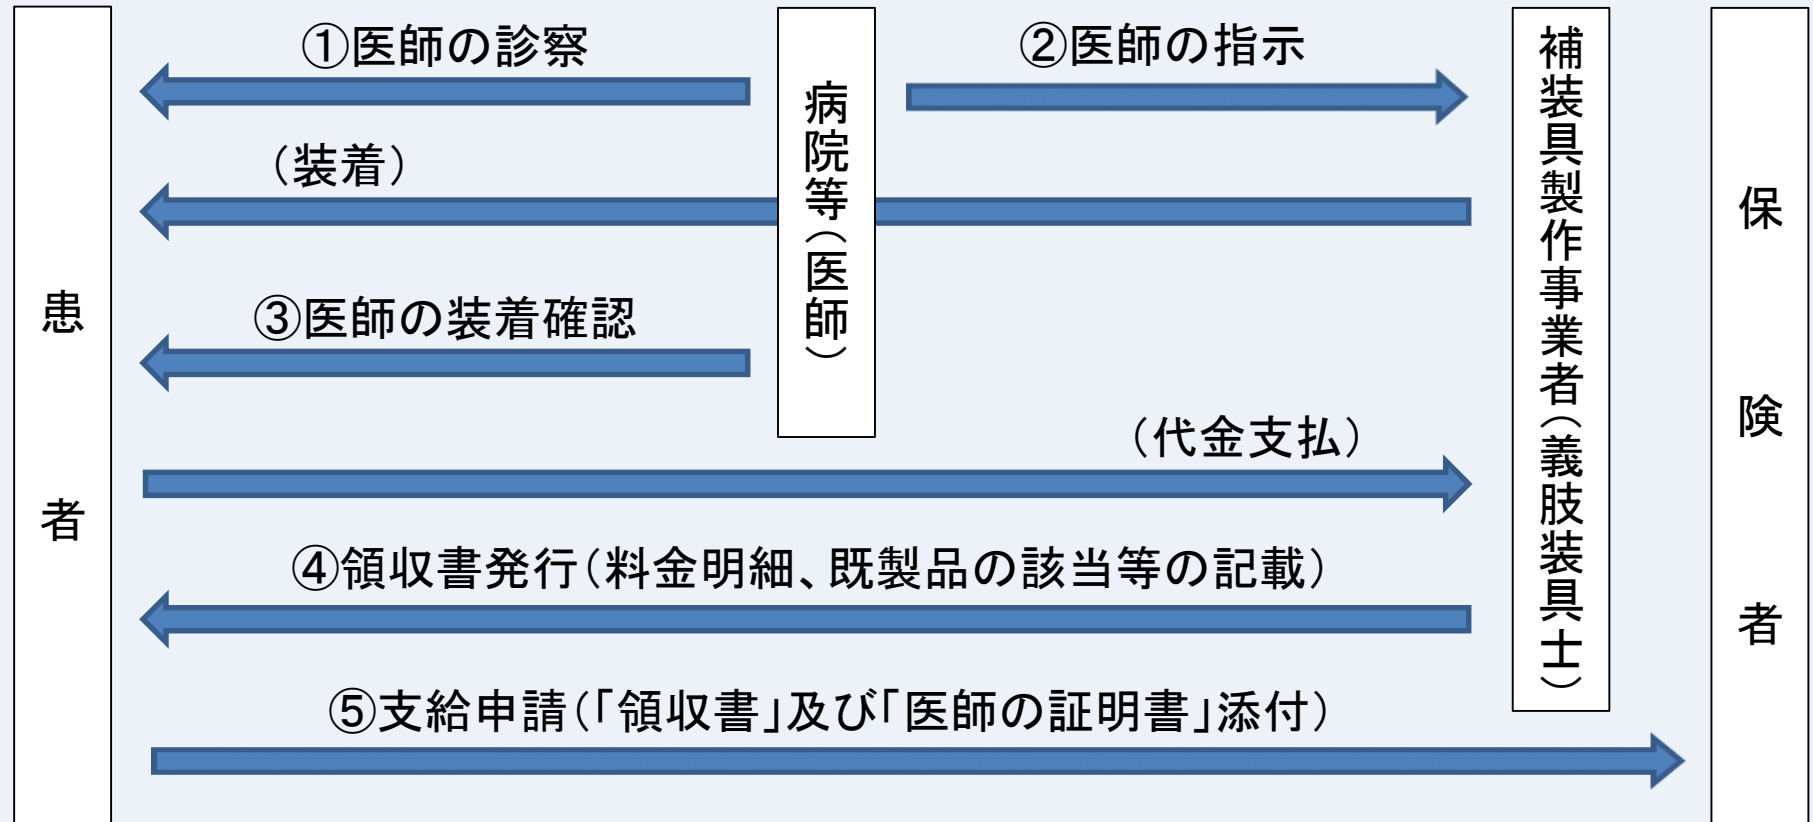 ①医師の診察
②医師の指示
(装着)
③医師の装着確認
(代金支払)
④領収書発行(料金明細、既製品の該当等の記載)
⑤支給申請(「領収書」及び「医師の証明書」添付)
患者
病院等(医師)
補装具製作事業者(義肢装具士)
保険者